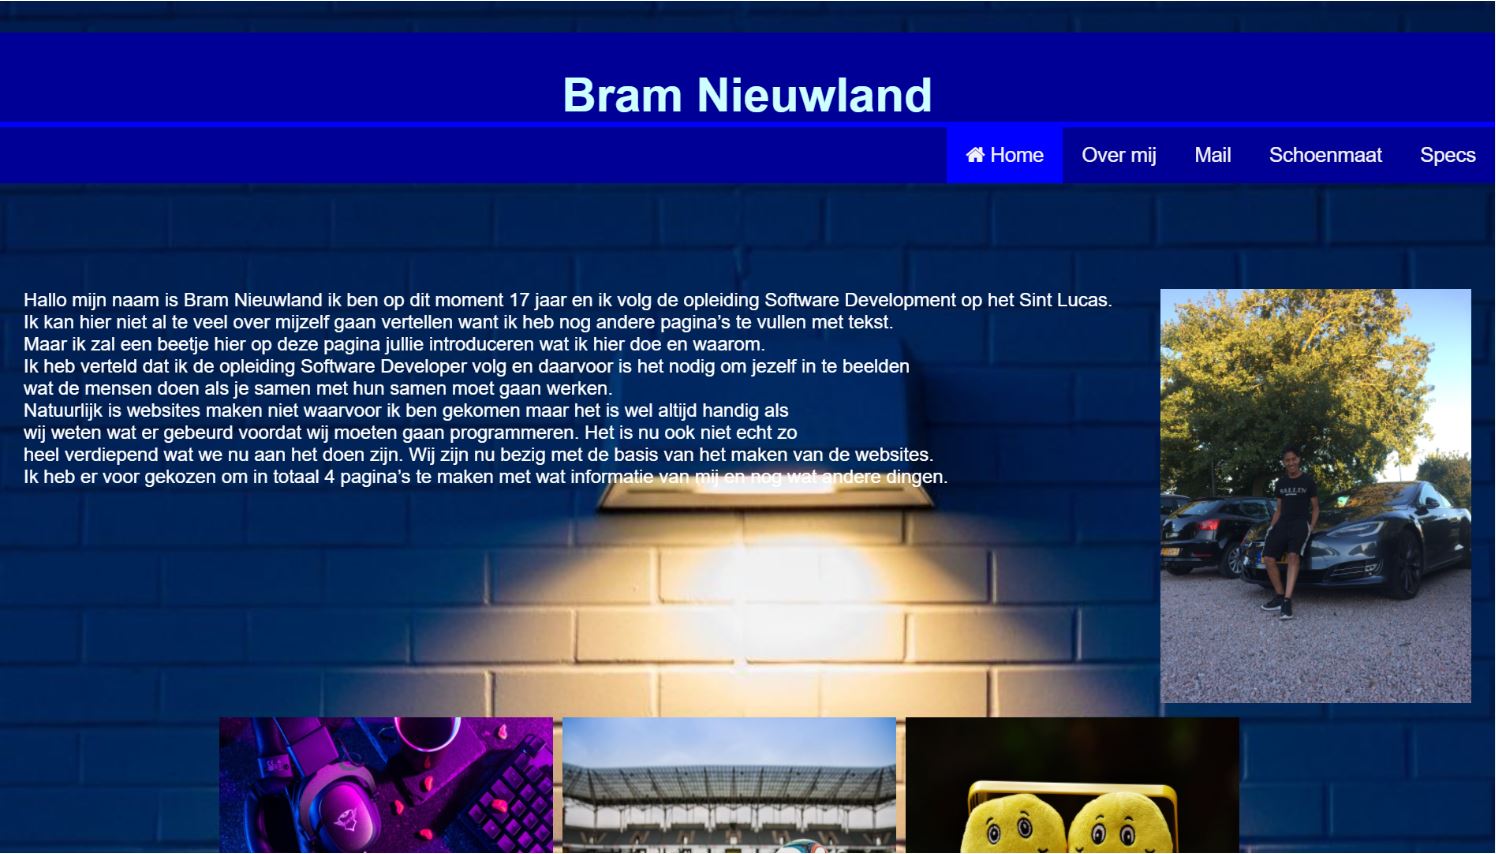 Bram Nieuwland
Home Over mij Mail Schoenmaat Specs
Hallo mijn naam is Bram Nieuwland ik ben op dit moment 17 jaar en ik volg de opleiding Software Development op het Sint Lucas.
Ik kan hier niet al te veel over mijzelf gaan vertellen want ik heb nog andere pagina’s te vullen met tekst.
Maar ik zal een beetje hier op deze pagina jullie introduceren wat ik hier doe en waarom.
Ik heb verteld dat ik de opleiding Software Developer volg en daarvoor is het nodig om jezelf in te beelden
wat de mensen doen als je samen met hun samen moet gaan werken.
Natuurlijk is websites maken niet waarvoor ik ben gekomen maar het is wel altijd handig als
wij weten wat er gebeurd voordat wij moeten gaan programmeren. Het is nu ook niet echt zo
heel verdiepend wat we nu aan het doen zijn. Wij zijn nu bezig met de basis van het maken van de websites.
Ik heb er voor gekozen om in totaal 4 pagina’s te maken met wat informatie van mij en nog wat andere dingen.
BALLIN